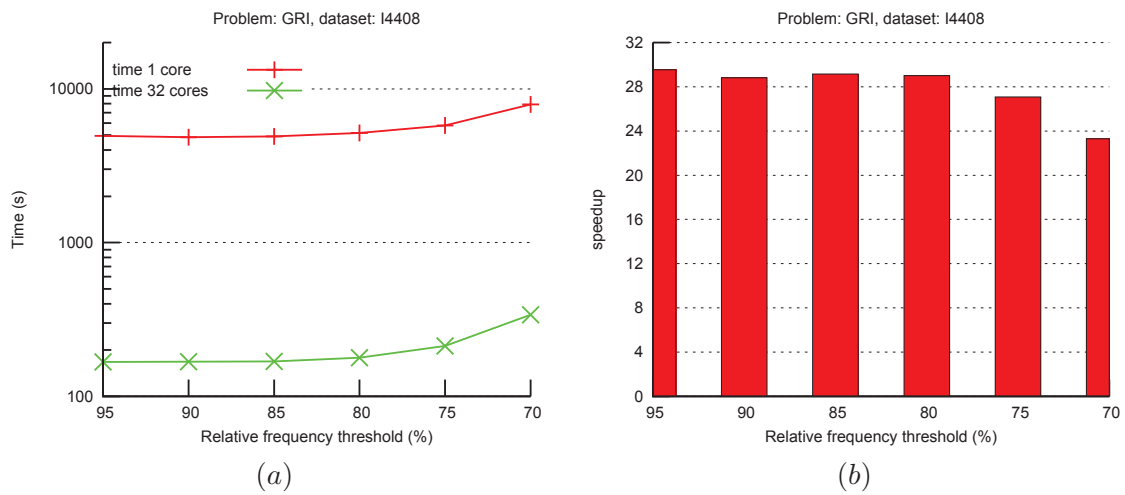 Problem: GRI, dataset: I4408
time 1 core
time 32 cores
10000
1000
100
Time (s)
95 90 85 80 75 70
Relative frequency threshold (%)
(a)
Problem: GRI, dataset: I4408
32
28
24
20
16
12
8
4
0
speedup
95 90 85 80 75 70
Relative frequency threshold (%)
(b)